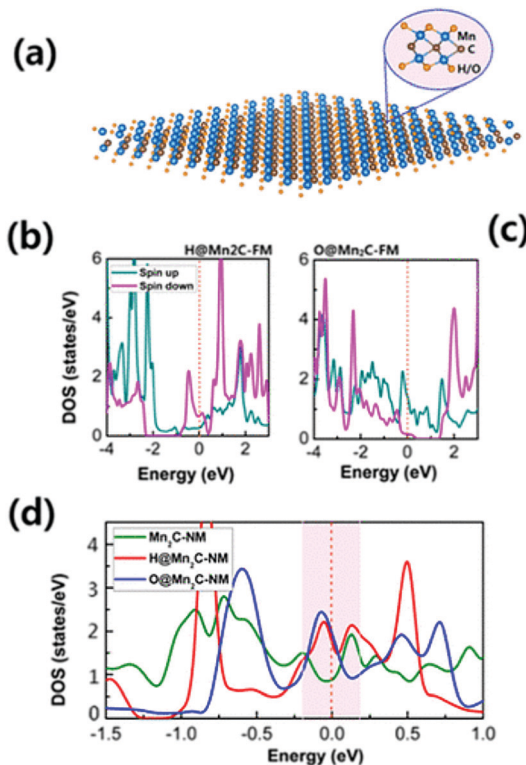 (a)
Mn
C
H/O
(b)
H@Mn2C-FM
O@Mn₂C-FM
(c)
Spin up
Spin down
6
4
2
0
6
4
2
0
DOS (states/eV)
-4
-2
0
2
-4
-2
0
2
Energy (eV)
Energy (eV)
(d)
Mn₂C-NM
H@Mn₂C-NM
O@Mn₂C-NM
4
3
2
1
0
DOS (states/eV)
-1.5
-1.0
-0.5
0.0
0.5
1.0
Energy (eV)